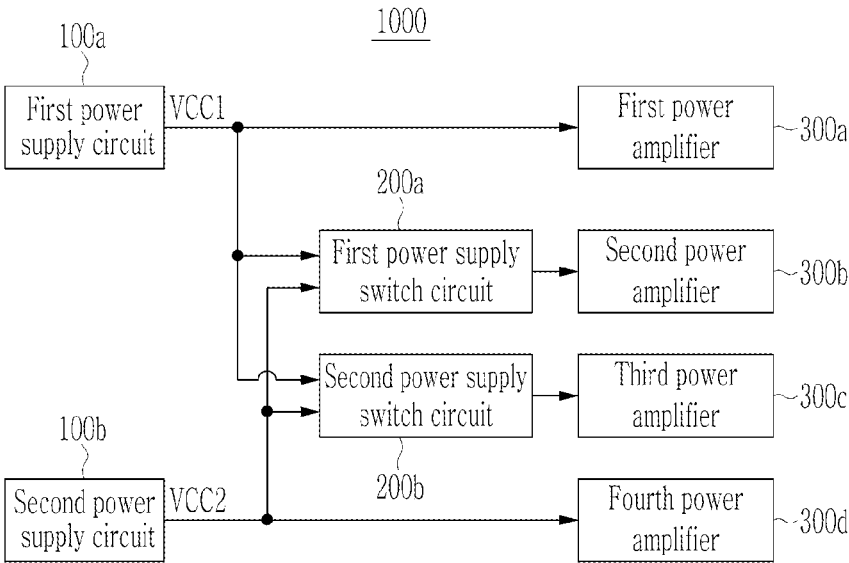 1000
100a
First power
supply circuit
VCC1
First power
amplifier
300a
200a
First power supply
switch circuit
Second power
amplifier
300b
Second power supply
switch circuit
200b
Third power
amplifier
300c
100b
Second power
supply circuit
VCC2
Fourth power
amplifier
300d